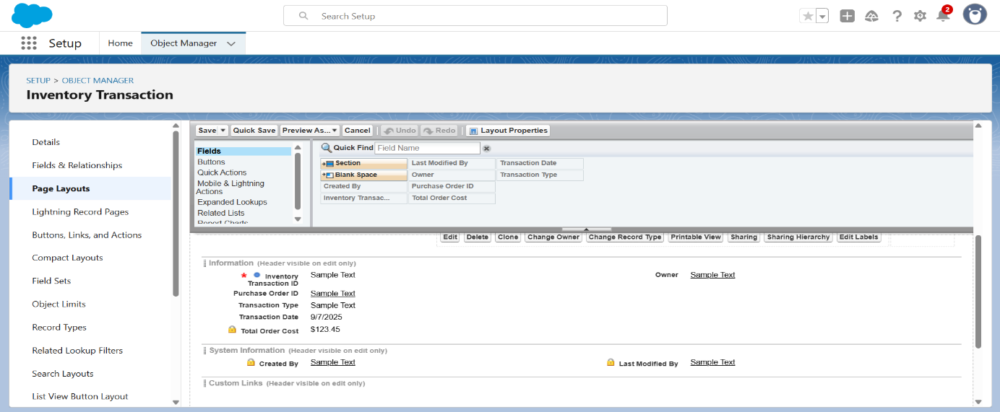 Search Setup
2
Setup
Home
Object Manager
SETUP > OBJECT MANAGER
Inventory Transaction
Details
Fields & Relationships
Page Layouts
Lightning Record Pages
Buttons, Links, and Actions
Compact Layouts
Field Sets
Object Limits
Record Types
Related Lookup Filters
Search Layouts
List View Button Layout
Save Quick Save Preview As... Cancel Undo Redo Layout Properties
Fields
Buttons
Quick Actions
Mobile & Lightning
Actions
Expanded Lookups
Related Lists
Report Charts
Quick Find Field Name
Section Last Modified By Transaction Date
Blank Space Owner Transaction Type
Created By Purchase Order ID
Inventory Transac... Total Order Cost
Edit Delete Clone Change Owner Change Record Type Printable View Sharing Sharing Hierarchy Edit Labels
Information (Header visible on edit only)
* Inventory Sample Text Owner Sample Text
Transaction ID
Purchase Order ID Sample Text
Transaction Type Sample Text
Transaction Date 9/7/2025
Total Order Cost $123.45
System Information (Header visible on edit only)
Created By Sample Text Last Modified By Sample Text
Custom Links (Header visible on edit only)